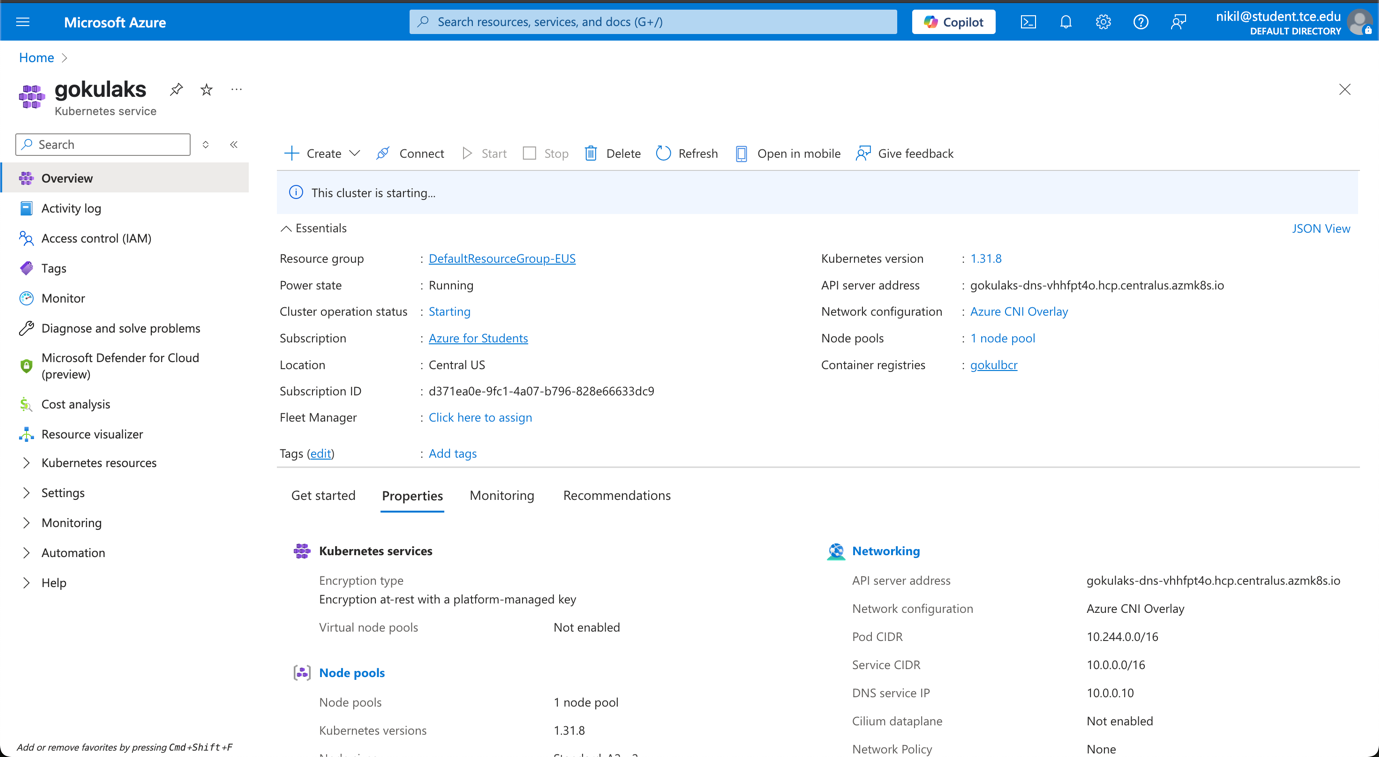 Microsoft Azure
Search resources, services, and docs (G+/)
Copilot
nikil@student.tce.edu
DEFAULT DIRECTORY
Home
gokulaks
Kubernetes service
Search
Overview
Activity log
Access control (IAM)
Tags
Monitor
Diagnose and solve problems
Microsoft Defender for Cloud
(preview)
Cost analysis
Resource visualizer
Kubernetes resources
Settings
Monitoring
Automation
Help
Add or remove favorites by pressing Cmd+Shift+F
Create Connect Start Stop Delete Refresh Open in mobile Give feedback
This cluster is starting...
Essentials
JSON View
Resource group : DefaultResourceGroup-EUS
Power state : Running
Cluster operation status : Starting
Subscription : Azure for Students
Location : Central US
Subscription ID : d371ea0e-9fc1-4a07-b796-828e66633dc9
Fleet Manager : Click here to assign
Kubernetes version : 1.31.8
API server address : gokulaks-dns-vhhfpt4o.hcp.centralus.azmk8s.io
Network configuration : Azure CNI Overlay
Node pools : 1 node pool
Container registries : gokulbcr
Tags (edit) : Add tags
Get started Properties Monitoring Recommendations
Kubernetes services
Encryption type
Encryption at-rest with a platform-managed key
Virtual node pools Not enabled
Node pools
Node pools 1 node pool
Kubernetes versions 1.31.8
Networking
API server address gokulaks-dns-vhhfpt4o.hcp.centralus.azmk8s.io
Network configuration Azure CNI Overlay
Pod CIDR 10.244.0.0/16
Service CIDR 10.0.0.0/16
DNS service IP 10.0.0.10
Cilium dataplane Not enabled
Network Policy None